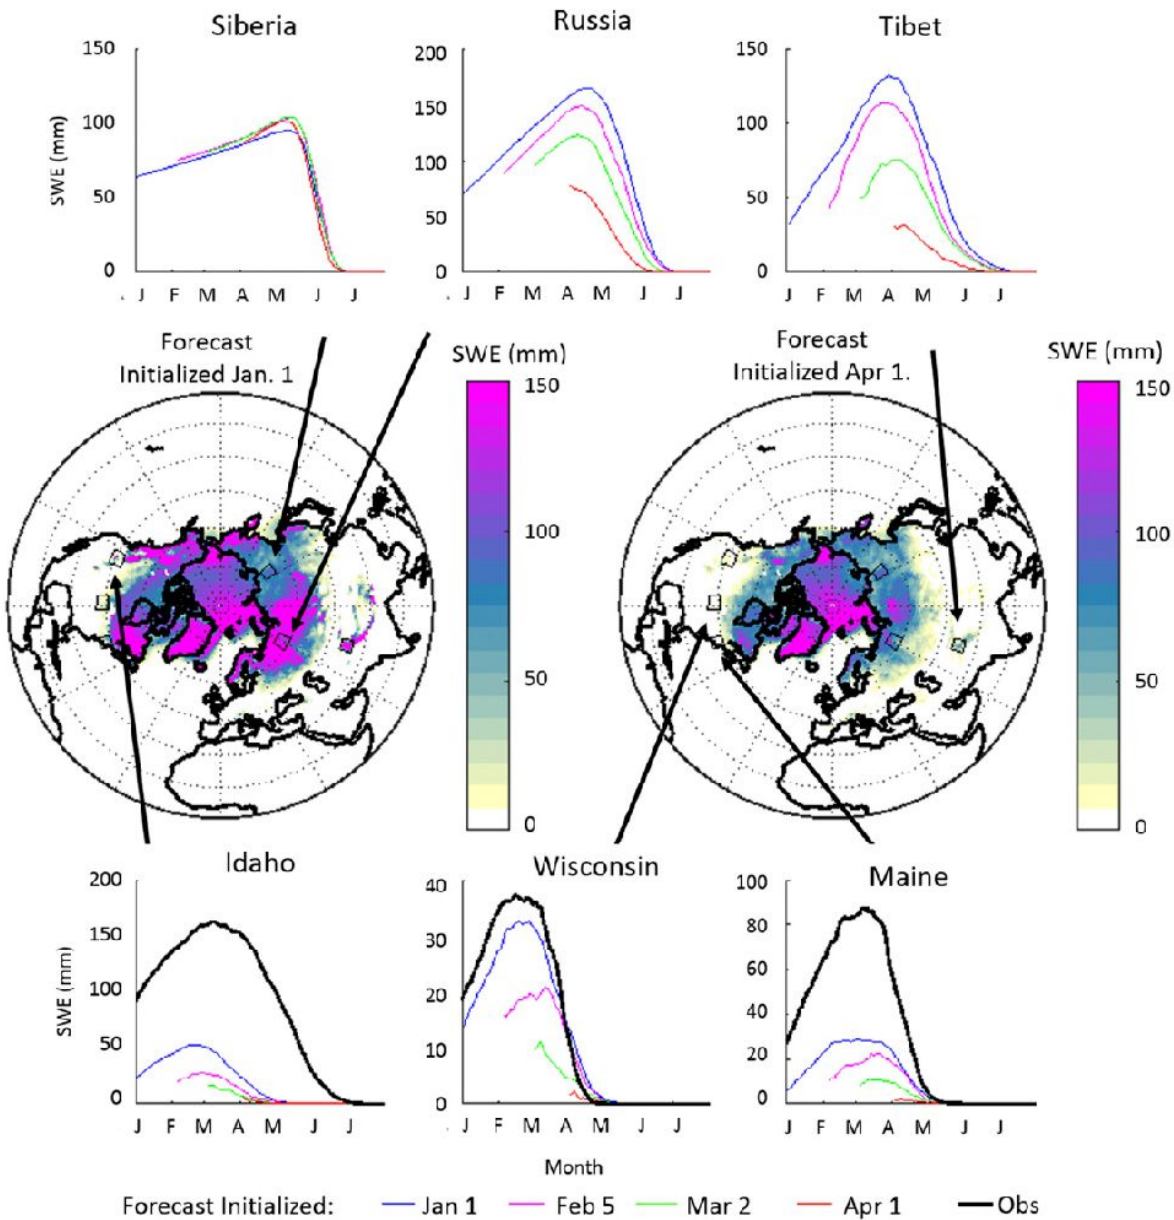 Siberia
Russia
Tibet
150
100
50
0
SWE (mm)
J F M A M J J
200
150
100
50
0
J F M A M J J
150
100
50
0
J F M A M J J
Forecast
Initialized Jan. 1
SWE (mm)
150
100
50
0
Forecast
Initialized Apr 1.
SWE (mm)
150
100
50
0
Idaho
Wisconsin
Maine
200
150
100
50
0
SWE (mm)
J F M A M J J
40
30
20
10
0
J F M A M J J
100
80
60
40
20
0
J F M A M J J
Month
Forecast Initialized: Jan 1 Feb 5 Mar 2 Apr 1 Obs